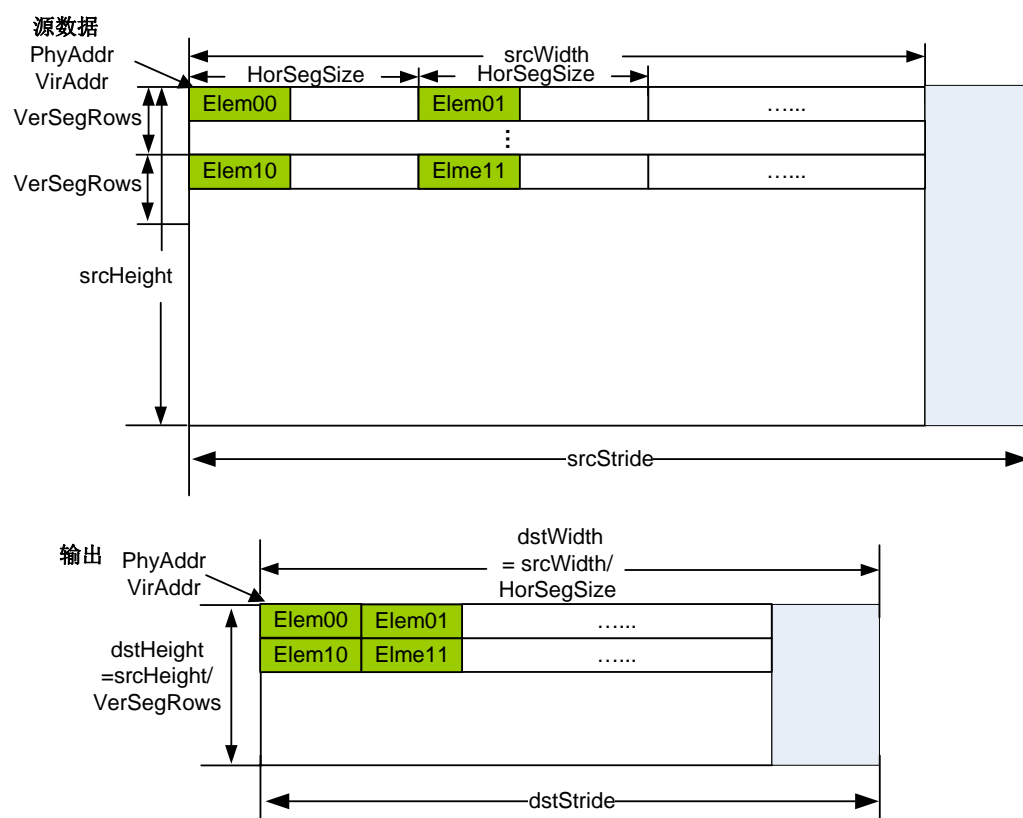 源数据
PhyAddr
VirAddr
srcWidth
HorSegSize
HorSegSize
VerSegRows
Elem00
Elem01
…...
⋮
VerSegRows
Elem10
Elme11
…...
srcHeight
srcStride
输出
PhyAddr
VirAddr
dstWidth
= srcWidth/
HorSegSize
Elem00
Elem01
…...
Elem10
Elme11
…...
dstHeight
=srcHeight/
VerSegRows
dstStride